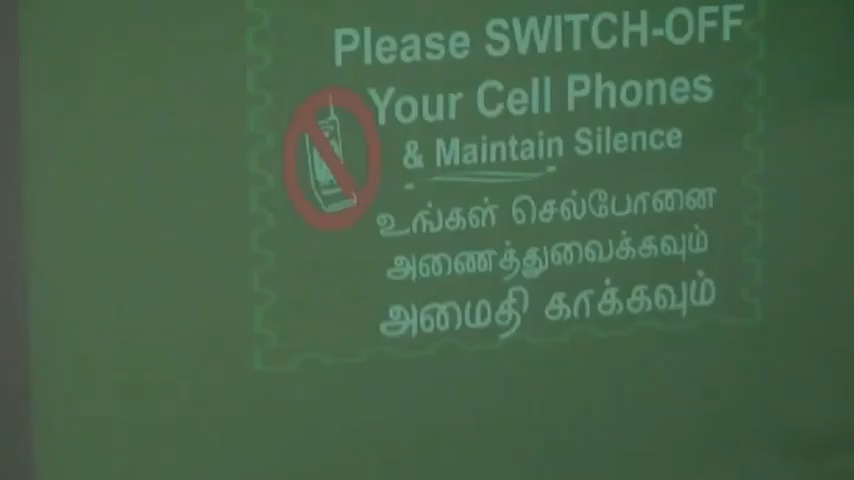 Please SWITCH-OFF
Your Cell Phones
& Maintain Silence
உங்கள் செல்போனை
அணைத்துவைக்கவும்
அமைதி காக்கவும்